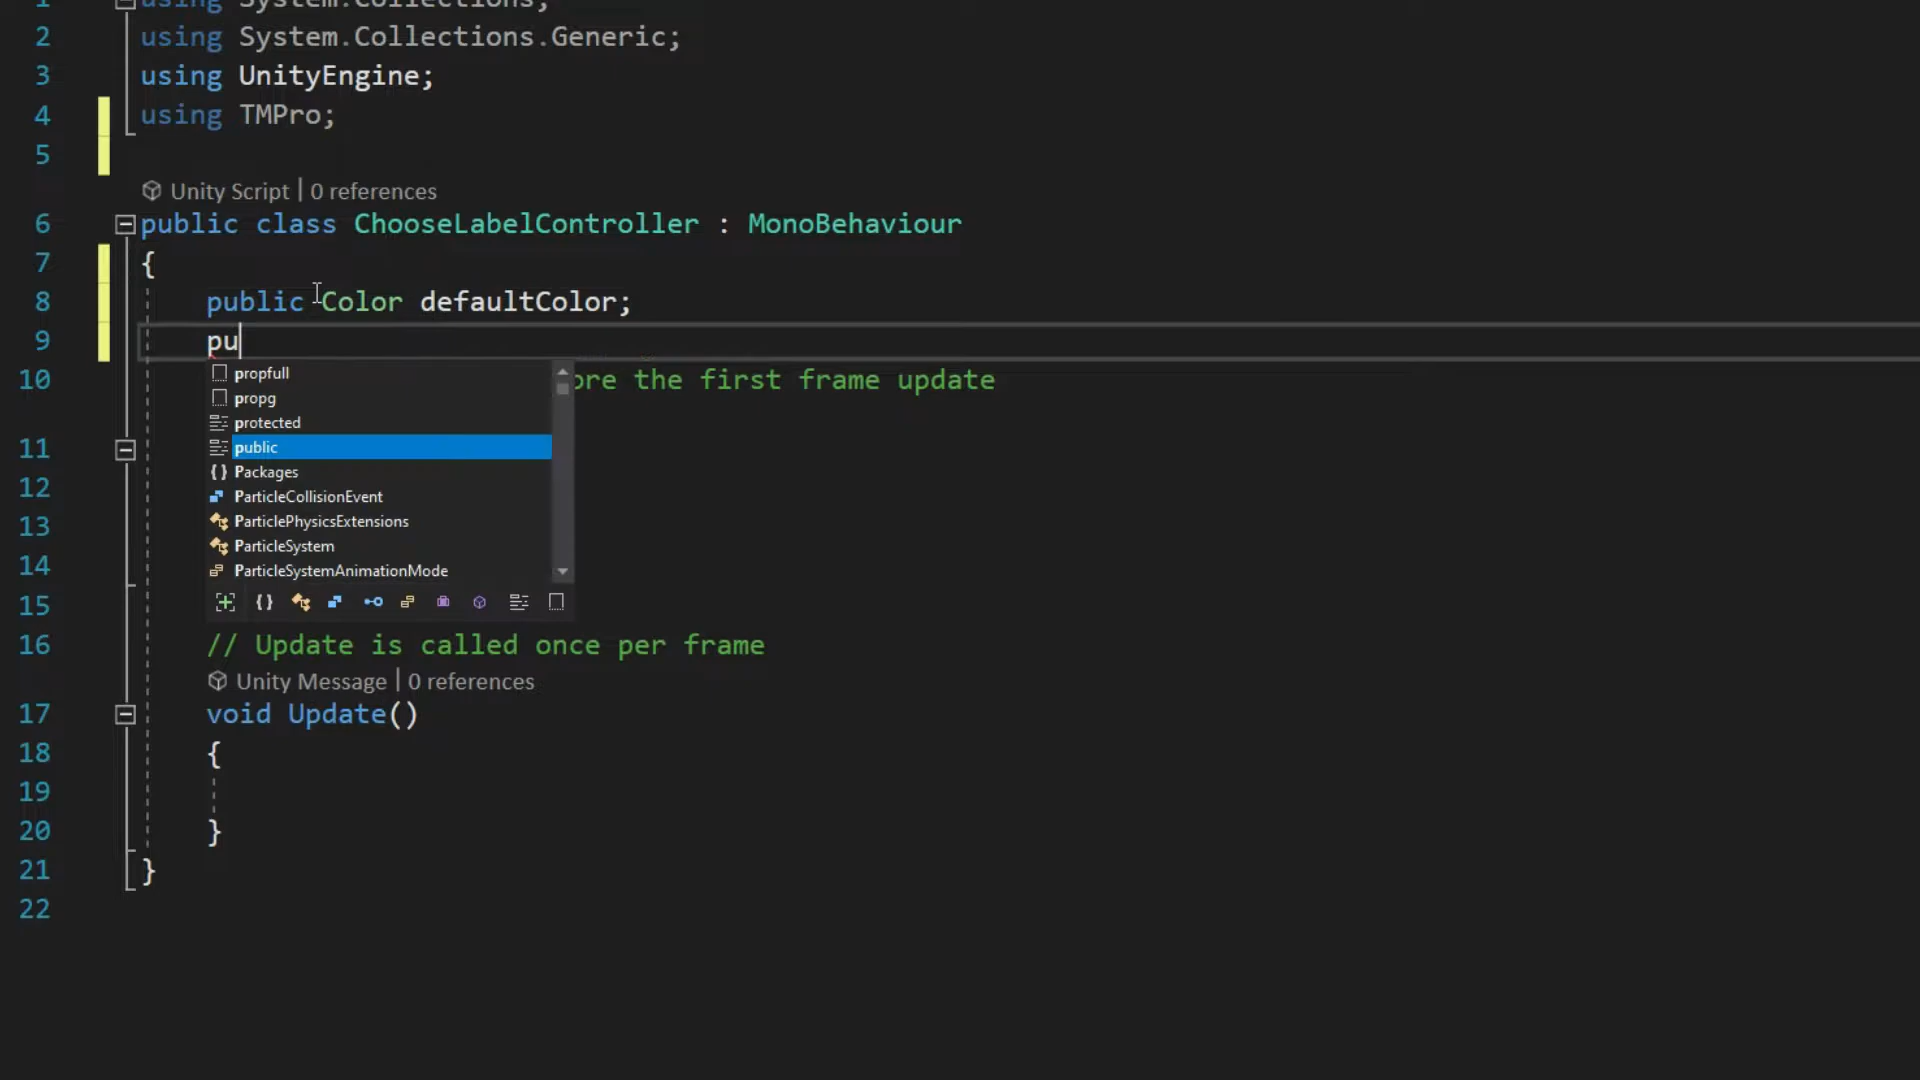 1 using System.Collections;
2 using System.Collections.Generic;
3 using UnityEngine;
4 using TMPro;
5
Unity Script | 0 references
6 public class ChooseLabelController : MonoBehaviour
7 {
8 public Color defaultColor;
9 pu
propfull
10 ore the first frame update
propg
protected
11 public
Packages
12 ParticleCollisionEvent
13 ParticlePhysicsExtensions
ParticleSystem
14 ParticleSystemAnimationMode
15
16 // Update is called once per frame
Unity Message | 0 references
17 void Update()
18 {
19
20 }
21 }
22